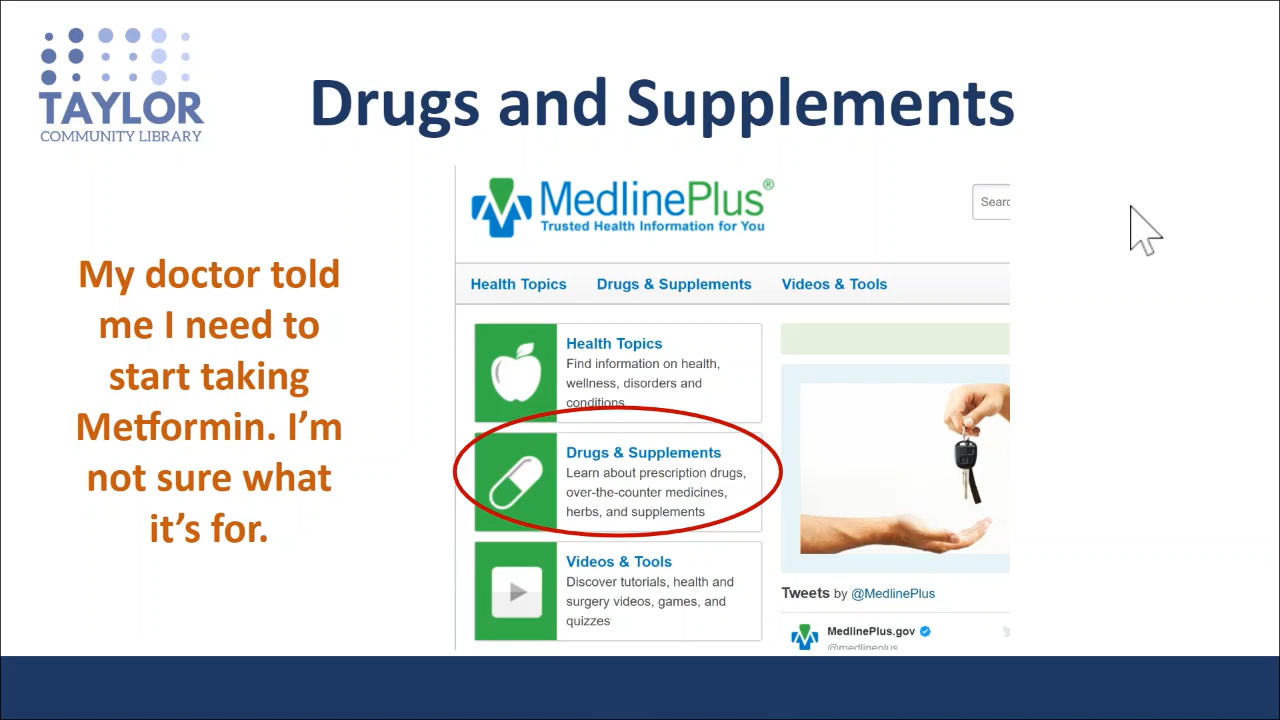 TAYLOR
COMMUNITY LIBRARY
Drugs and Supplements
My doctor told
me I need to
start taking
Metformin. I'm
not sure what
it's for.
MedlinePlus®
Trusted Health Information for You
Searc
Health Topics
Drugs & Supplements
Videos & Tools
Health Topics
Find information on health,
wellness, disorders and
conditions
Drugs & Supplements
Learn about prescription drugs,
over-the-counter medicines,
herbs, and supplements
Videos & Tools
Discover tutorials, health and
surgery videos, games, and
quizzes
Tweets by @MedlinePlus
MedlinePlus.gov
@medlineplus